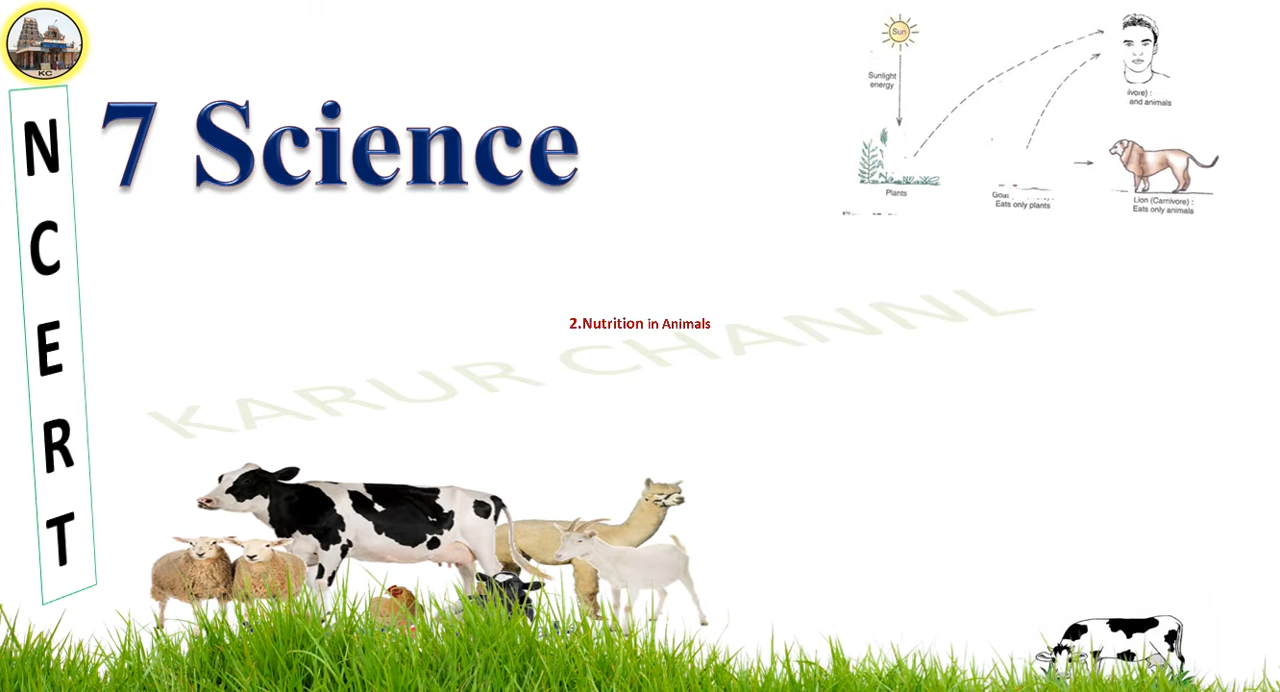 KC
N
C
E
R
T
7 Science
Sun
Sunlight
energy
Plants
Eats only plants
ivore) :
and animals
Lion (Carnivore) :
Eats only animals
2.Nutrition in Animals
KARUR CHANNL